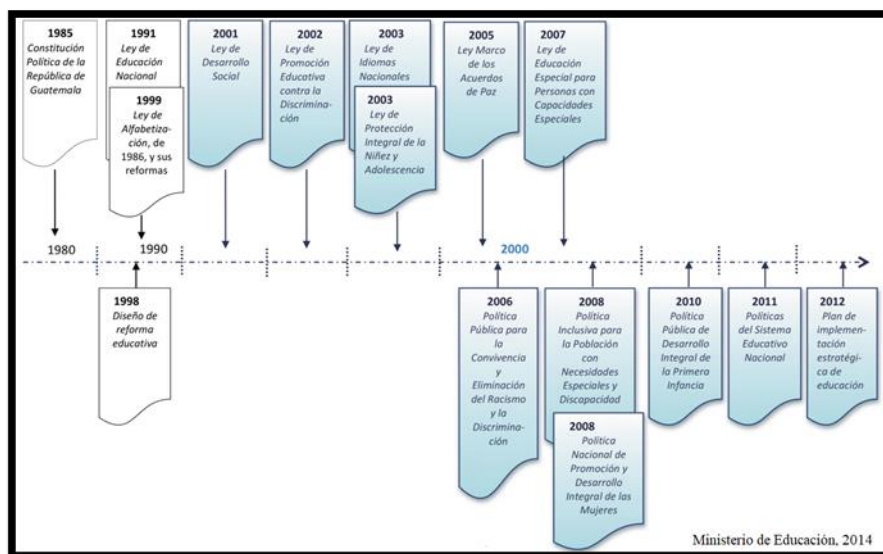 1985
Constitución
Política de la
República de
Guatemala
1991
Ley de
Educación
Nacional
1999
Ley de
Alfabetiza-
ción, de
1986, y sus
reformas
2001
Ley de
Desarrollo
Social
2002
Ley de
Promoción
Educativa
contra la
Discrimina-
ción
2003
Ley de
Idiomas
Nacionales
2003
Ley de
Protección
Integral de la
Niñez y
Adolescencia
2005
Ley Marco
de los
Acuerdos
de Paz
2007
Ley de
Educación
Especial para
Personas con
Capacidades
Especiales
1980
1990
2000
1998
Diseño de
reforma
educativa
2006
Política
Pública para
la
Convivencia
y
Eliminación
del Racismo
y la
Discrimina-
ción
2008
Política
Inclusiva para
la Población
con
Necesidades
Especiales y
Discapacidad
2008
Política
Nacional de
Promoción y
Desarrollo
Integral de las
Mujeres
2010
Política
Pública de
Desarrollo
Integral de
la Primera
Infancia
2011
Políticas
del Sistema
Educativo
Nacional
2012
Plan de
implemen-
tación
estratégi-
ca de
educación
Ministerio de Educación, 2014